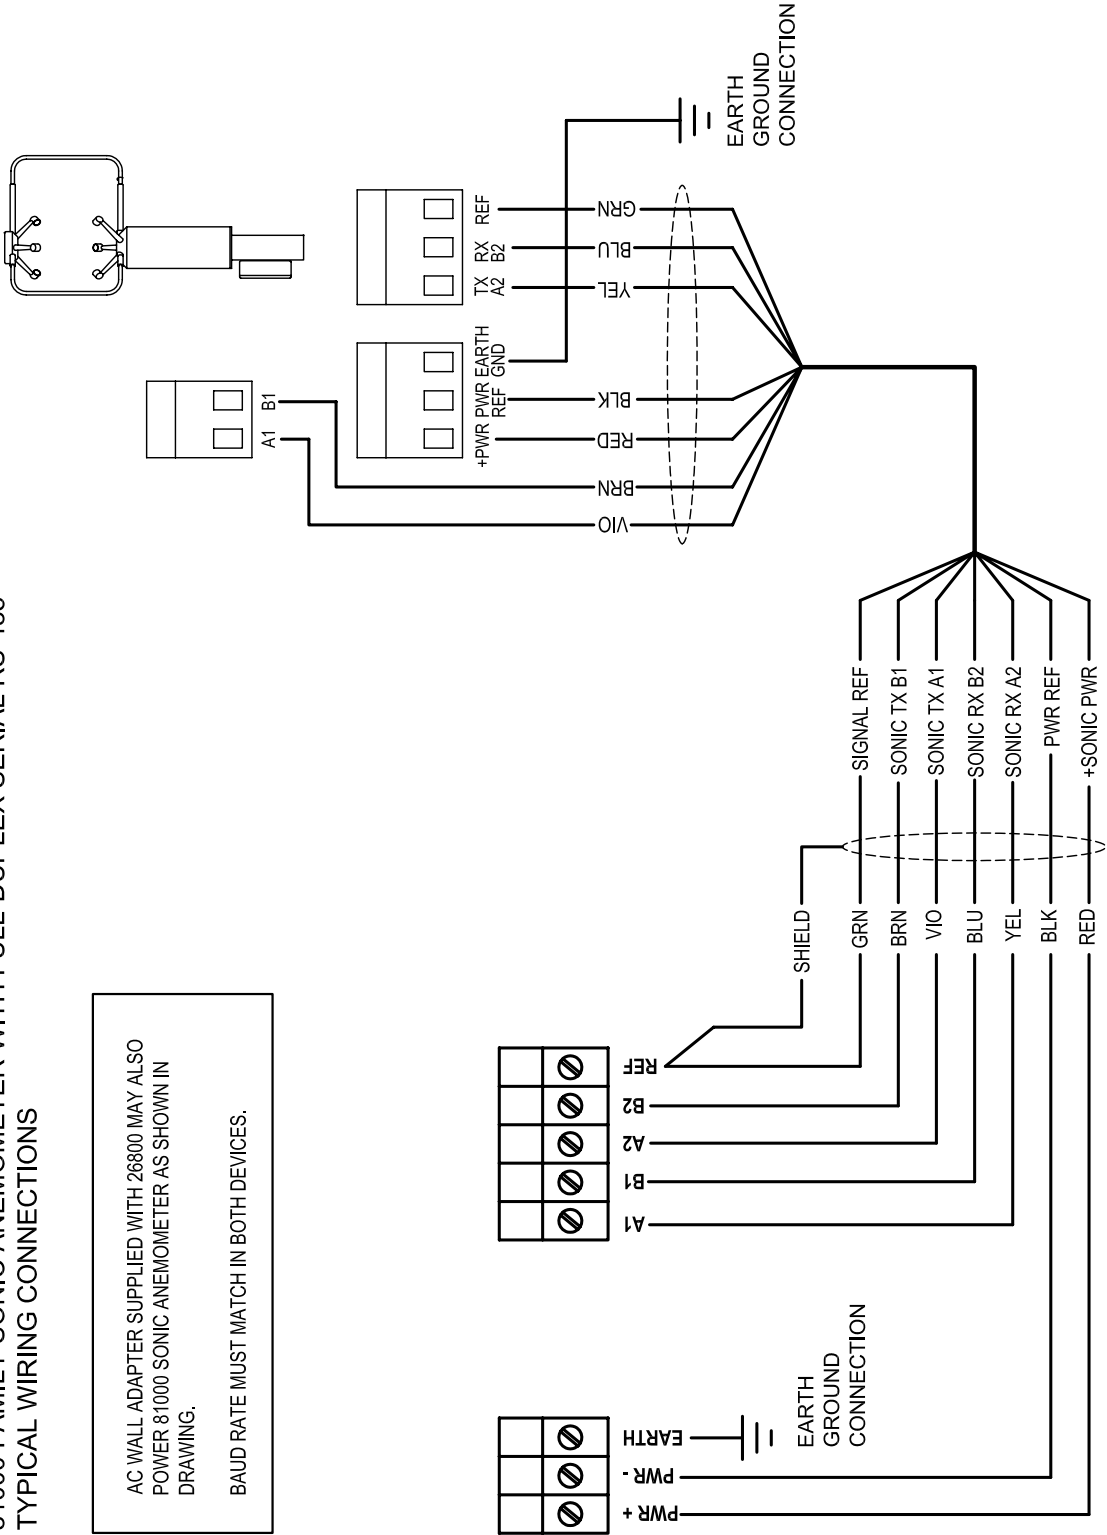 TYPICAL WIRING CONNECTIONS
AC WALL ADAPTER SUPPLIED WITH 26800 MAY ALSO
POWER 81000 SONIC ANEMOMETER AS SHOWN IN
DRAWING.
BAUD RATE MUST MATCH IN BOTH DEVICES.
A1
B1
+PWR
PWR
REF
EARTH
GND
TX
A2
RX
B2
REF
VIO
BRN
RED
BLK
YEL
BLU
GRN
EARTH
GROUND
CONNECTION
PWR +
PWR -
EARTH
EARTH
GROUND
CONNECTION
A1
B1
A2
B2
REF
SHIELD
GRN
BRN
VIO
BLU
YEL
BLK
RED
SIGNAL REF
SONIC TX B1
SONIC TX A1
SONIC RX B2
SONIC RX A2
PWR REF
+SONIC PWR